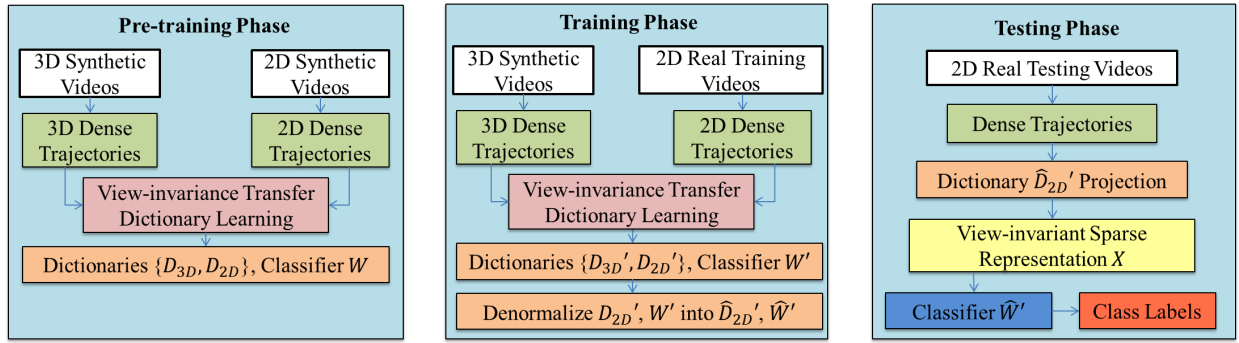 Pre-training Phase
3D Synthetic
Videos
2D Synthetic
Videos
3D Dense
Trajectories
2D Dense
Trajectories
View-invariance Transfer
Dictionary Learning
Dictionaries {D₃D, D₂D}, Classifier W
Training Phase
3D Synthetic
Videos
2D Real Training
Videos
3D Dense
Trajectories
2D Dense
Trajectories
View-invariance Transfer
Dictionary Learning
Dictionaries {D₃D′, D₂D′}, Classifier W′
Denormalize D₂D′, W′ into D̂₂D′, Ŵ′
Testing Phase
2D Real Testing Videos
Dense Trajectories
Dictionary D̂₂D′ Projection
View-invariant Sparse
Representation X
Classifier Ŵ′
Class Labels